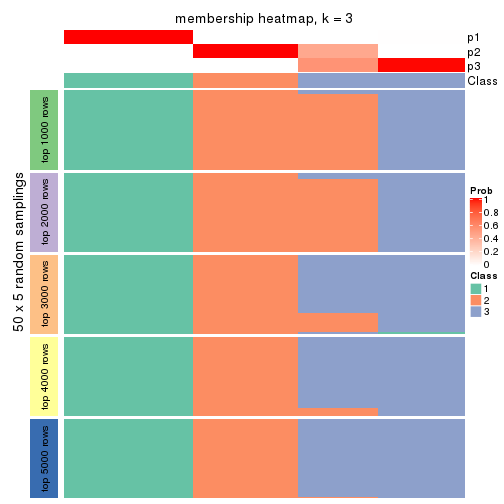 membership heatmap, k = 3
p1
p2
p3
Class
50 x 5 random samplings
top 1000 rows
top 2000 rows
top 3000 rows
top 4000 rows
top 5000 rows
Prob
1
0.8
0.6
0.4
0.2
0
Class
1
2
3